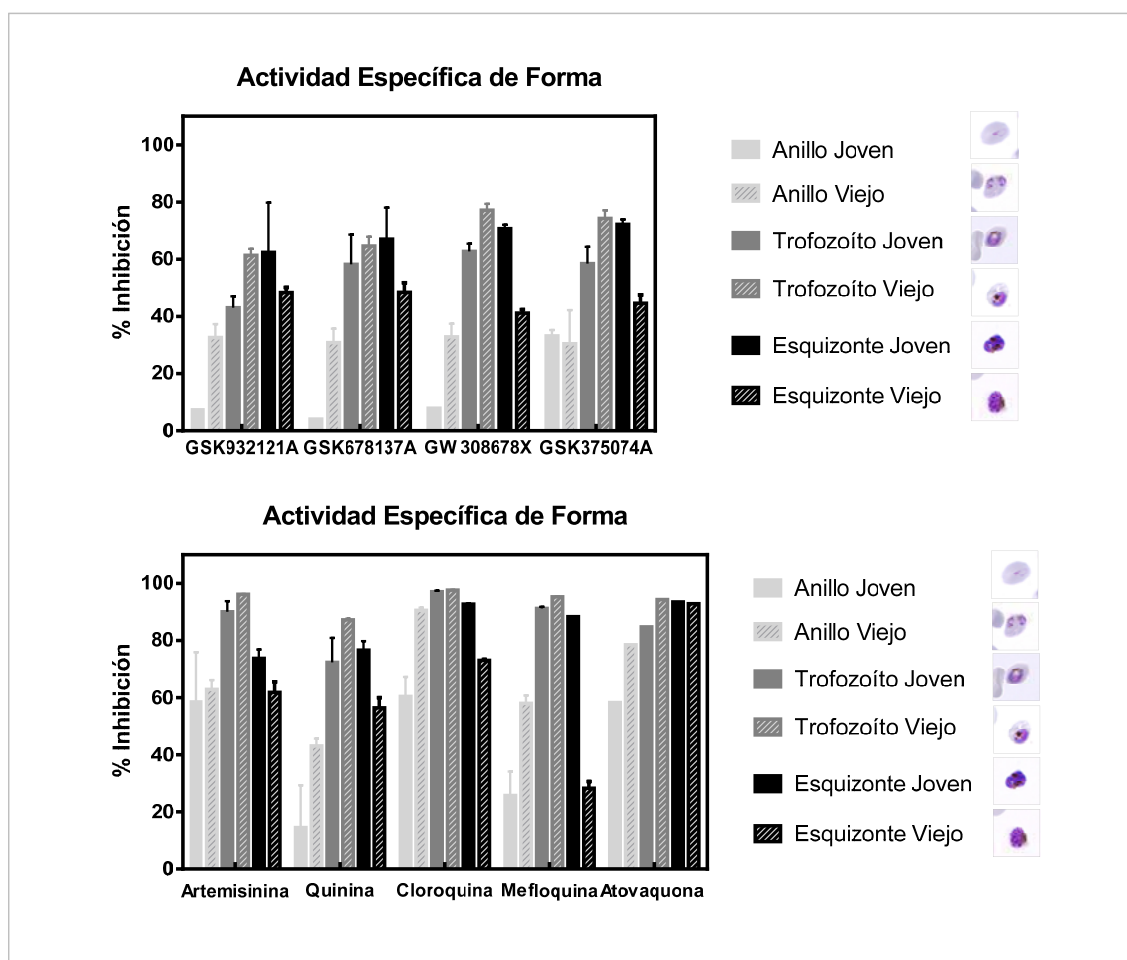 Actividad Específica de Forma
% Inhibición
100
80
60
40
20
0
GSK932121A GSK678137A GW308678X GSK375074A
Anillo Joven
Anillo Viejo
Trofozoíto Joven
Trofozoíto Viejo
Esquizonte Joven
Esquizonte Viejo
Actividad Específica de Forma
% Inhibición
100
80
60
40
20
0
Artemisinina Quinina Cloroquina Mefloquina Atovaquona
Anillo Joven
Anillo Viejo
Trofozoíto Joven
Trofozoíto Viejo
Esquizonte Joven
Esquizonte Viejo